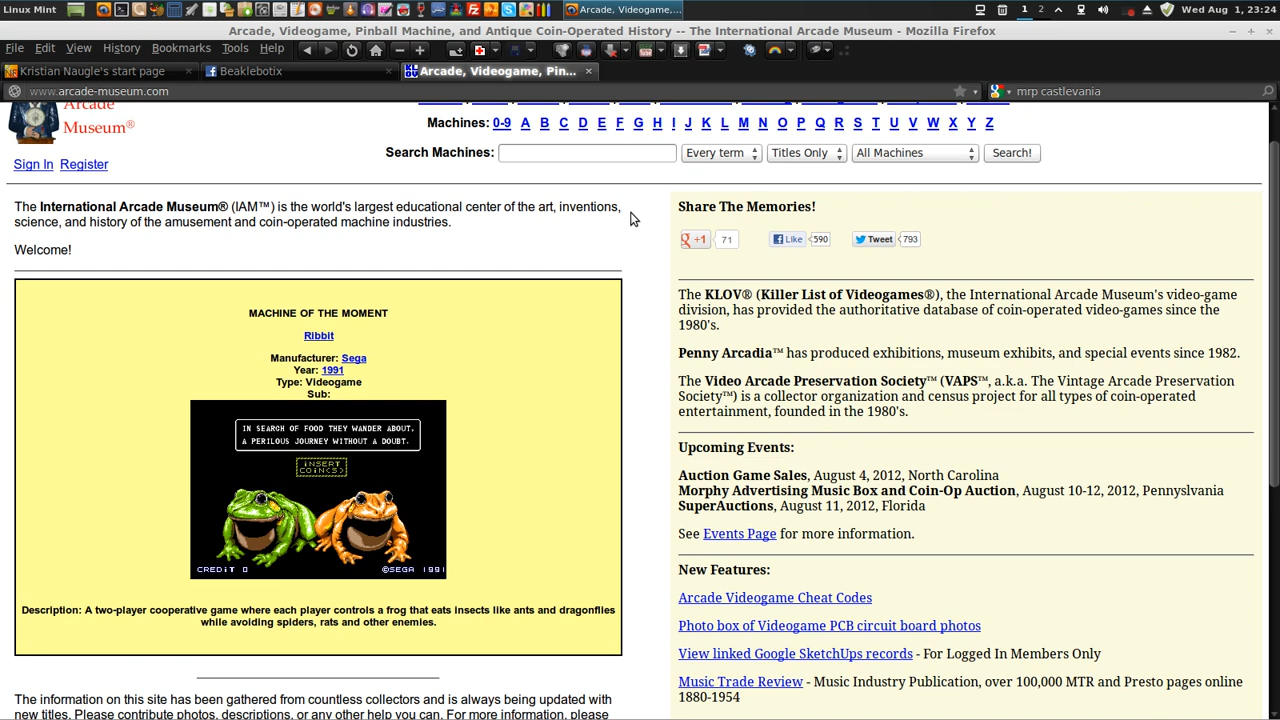 Linux Mint
Arcade, Videogame,...
1 2
Wed Aug 1, 23:24
Arcade, Videogame, Pinball Machine, and Antique Coin-Operated History -- The International Arcade Museum - Mozilla Firefox
File Edit View History Bookmarks Tools Help
Kristian Naugle's start page
Beaklebotix
KLOV Arcade, Videogame, Pin...
www.arcade-museum.com
mrp castlevania
Arcade
Museum®
Machines: 0-9 A B C D E F G H I J K L M N O P Q R S T U V W X Y Z
Search Machines: Every term Titles Only All Machines Search!
Sign In Register
The International Arcade Museum® (IAM™) is the world's largest educational center of the art, inventions,
science, and history of the amusement and coin-operated machine industries.
Welcome!
MACHINE OF THE MOMENT
Ribbit
Manufacturer: Sega
Year: 1991
Type: Videogame
Sub:
IN SEARCH OF FOOD THEY WANDER ABOUT,
A PERILOUS JOURNEY WITHOUT A DOUBT.
INSERT
COIN(S)
CREDIT 0 ©SEGA 1991
Description: A two-player cooperative game where each player controls a frog that eats insects like ants and dragonflies
while avoiding spiders, rats and other enemies.
The information on this site has been gathered from countless collectors and is always being updated with
new titles. Please contribute photos, descriptions, or any other help you can. For more information, please
Share The Memories!
g +1 71 Like 590 Tweet 793
The KLOV® (Killer List of Videogames®), the International Arcade Museum's video-game
division, has provided the authoritative database of coin-operated video-games since the
1980's.
Penny Arcadia™ has produced exhibitions, museum exhibits, and special events since 1982.
The Video Arcade Preservation Society™ (VAPS™, a.k.a. The Vintage Arcade Preservation
Society™) is a collector organization and census project for all types of coin-operated
entertainment, founded in the 1980's.
Upcoming Events:
Auction Game Sales, August 4, 2012, North Carolina
Morphy Advertising Music Box and Coin-Op Auction, August 10-12, 2012, Pennyslvania
SuperAuctions, August 11, 2012, Florida
See Events Page for more information.
New Features:
Arcade Videogame Cheat Codes
Photo box of Videogame PCB circuit board photos
View linked Google SketchUps records - For Logged In Members Only
Music Trade Review - Music Industry Publication, over 100,000 MTR and Presto pages online
1880-1954